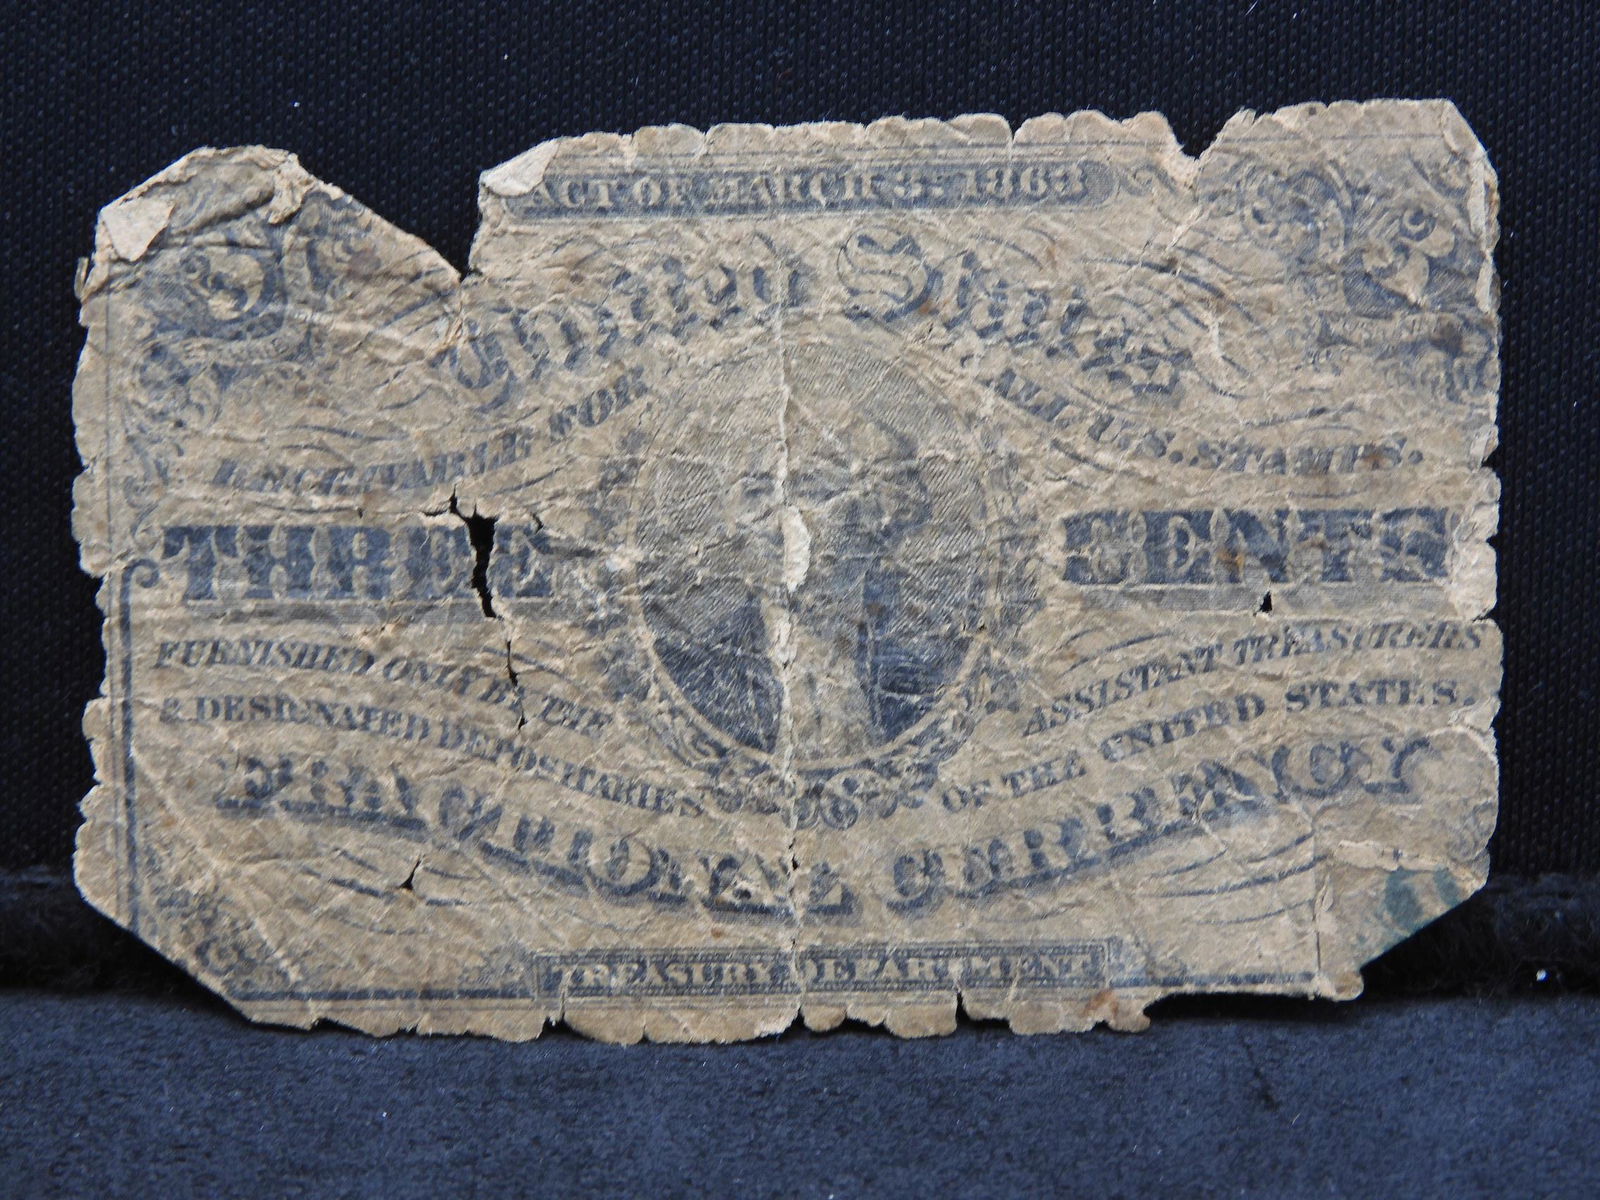 ACT OF MARCH 3: 1863
United States
RECEIVABLE FOR ALL U.S. STAMPS.
THREE CENTS
FURNISHED ONLY BY THE ASSISTANT TREASURERS
& DESIGNATED DEPOSITARIES OF THE UNITED STATES.
FRACTIONAL CURRENCY
TREASURY DEPARTMENT